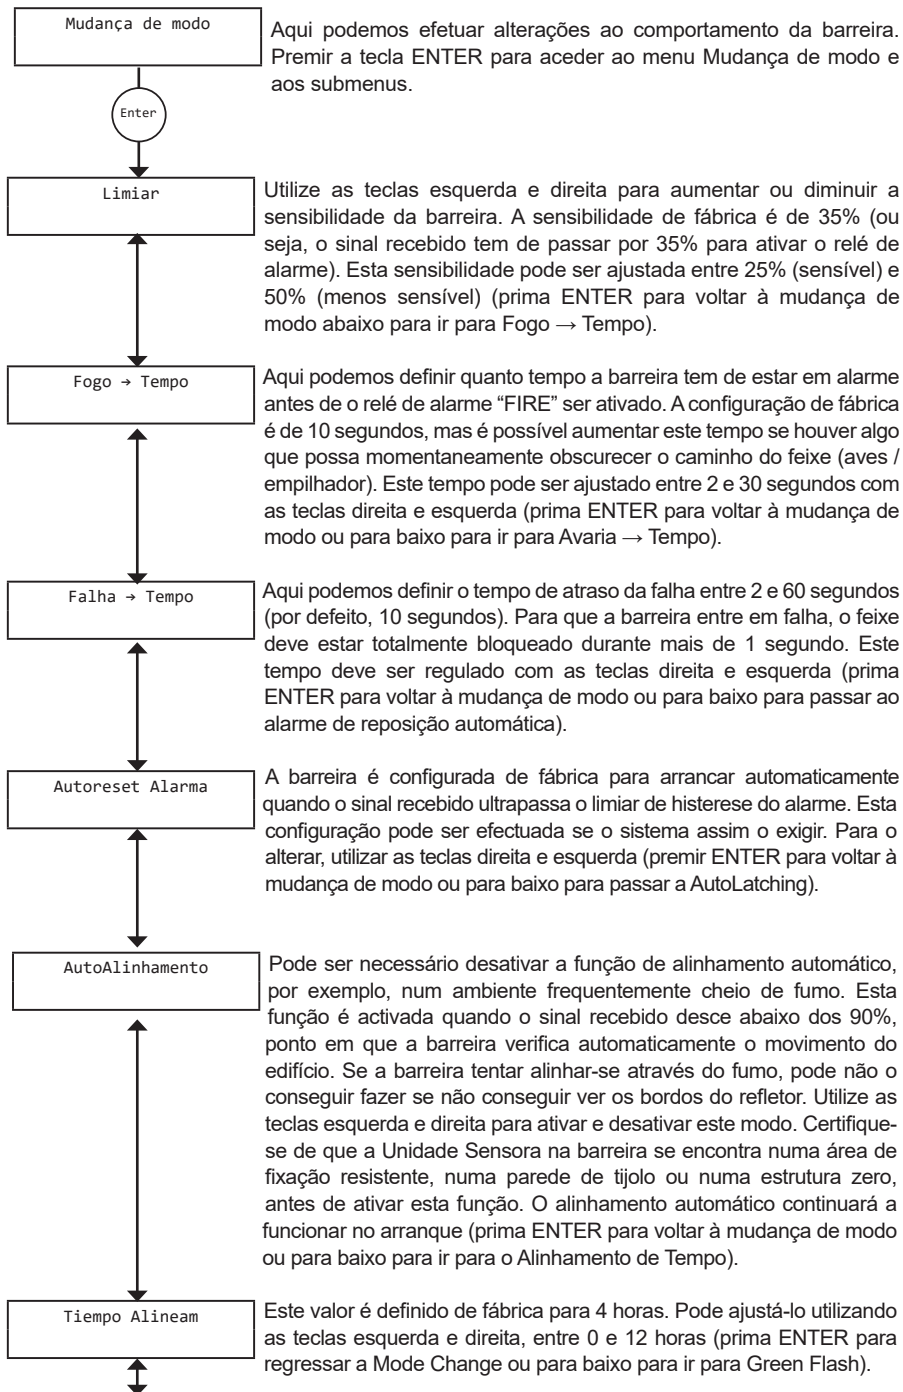 Mudança de modo
Aqui podemos efetuar alterações ao comportamento da barreira.
Premir a tecla ENTER para aceder ao menu Mudança de modo e
aos submenus.
Enter
Limiar
Utilize as teclas esquerda e direita para aumentar ou diminuir a
sensibilidade da barreira. A sensibilidade de fábrica é de 35% (ou
seja, o sinal recebido tem de passar por 35% para ativar o relé de
alarme). Esta sensibilidade pode ser ajustada entre 25% (sensível) e
50% (menos sensível) (prima ENTER para voltar à mudança de
modo abaixo para ir para Fogo → Tempo).
Fogo → Tempo
Aqui podemos definir quanto tempo a barreira tem de estar em alarme
antes de o relé de alarme “FIRE” ser ativado. A configuração de fábrica
é de 10 segundos, mas é possível aumentar este tempo se houver algo
que possa momentaneamente obscurecer o caminho do feixe (aves /
empilhador). Este tempo pode ser ajustado entre 2 e 30 segundos com
as teclas direita e esquerda (prima ENTER para voltar à mudança de
modo ou para baixo para ir para Avaria → Tempo).
Falha → Tempo
Aqui podemos definir o tempo de atraso da falha entre 2 e 60 segundos
(por defeito, 10 segundos). Para que a barreira entre em falha, o feixe
deve estar totalmente bloqueado durante mais de 1 segundo. Este
tempo deve ser regulado com as teclas direita e esquerda (prima
ENTER para voltar à mudança de modo ou para baixo para passar ao
alarme de reposição automática).
Autoreset Alarma
A barreira é configurada de fábrica para arrancar automaticamente
quando o sinal recebido ultrapassa o limiar de histerese do alarme. Esta
configuração pode ser efectuada se o sistema assim o exigir. Para o
alterar, utilizar as teclas direita e esquerda (premir ENTER para voltar à
mudança de modo ou para baixo para passar a AutoLatching).
AutoAlinhamento
Pode ser necessário desativar a função de alinhamento automático,
por exemplo, num ambiente frequentemente cheio de fumo. Esta
função é activada quando o sinal recebido desce abaixo dos 90%,
ponto em que a barreira verifica automaticamente o movimento do
edifício. Se a barreira tentar alinhar-se através do fumo, pode não o
conseguir fazer se não conseguir ver os bordos do refletor. Utilize as
teclas esquerda e direita para ativar e desativar este modo. Certifique-
se de que a Unidade Sensora na barreira se encontra numa área de
fixação resistente, numa parede de tijolo ou numa estrutura zero,
antes de ativar esta função. O alinhamento automático continuará a
funcionar no arranque (prima ENTER para voltar à mudança de modo
ou para baixo para ir para o Alinhamento de Tempo).
Tiempo Alineam
Este valor é definido de fábrica para 4 horas. Pode ajustá-lo utilizando
as teclas esquerda e direita, entre 0 e 12 horas (prima ENTER para
regressar a Mode Change ou para baixo para ir para Green Flash).